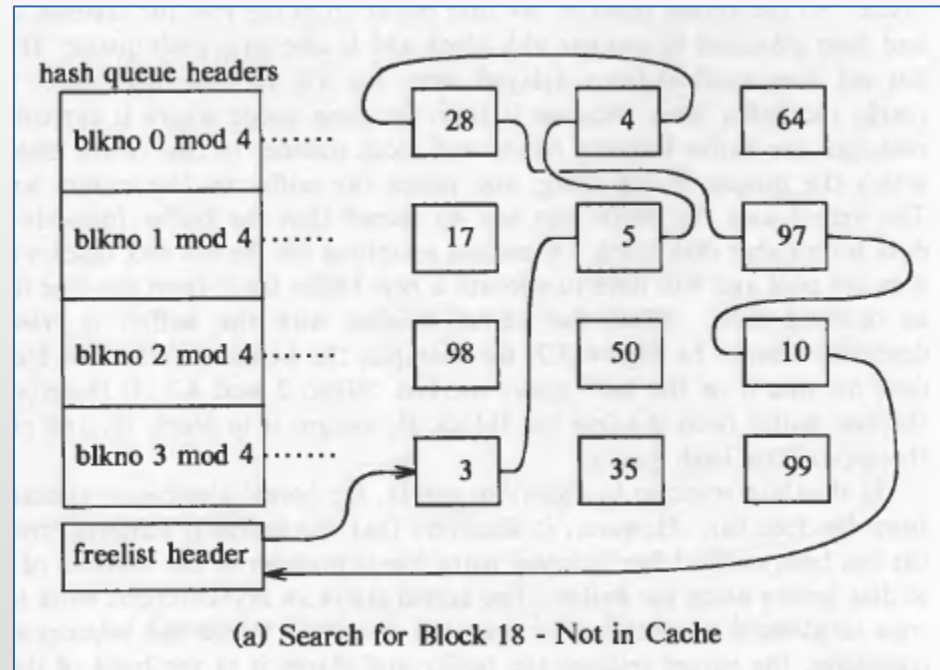 hash queue headers
blkno 0 mod 4 28 4 64
blkno 1 mod 4 ...... 17 5 97
blkno 2 mod 4 98 50 10
blkno 3 mod 4 ....... 3 35 99
freelist header
(a) Search for Block 18 - Not in Cache